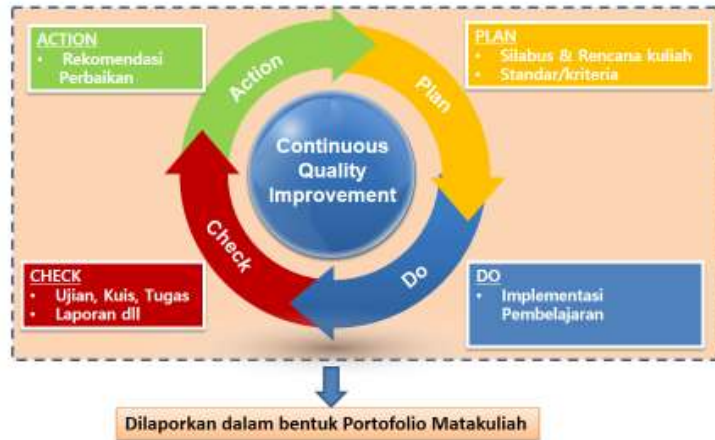 ACTION
• Rekomendasi
Perbaikan
PLAN
• Silabus & Rencana kuliah
• Standar/kriteria
Action
Plan
Continuous
Quality
Improvement
Check
Do
CHECK
• Ujian, Kuis, Tugas
• Laporan dll
DO
• Implementasi
Pembelajaran
Dilaporkan dalam bentuk Portofolio Matakuliah